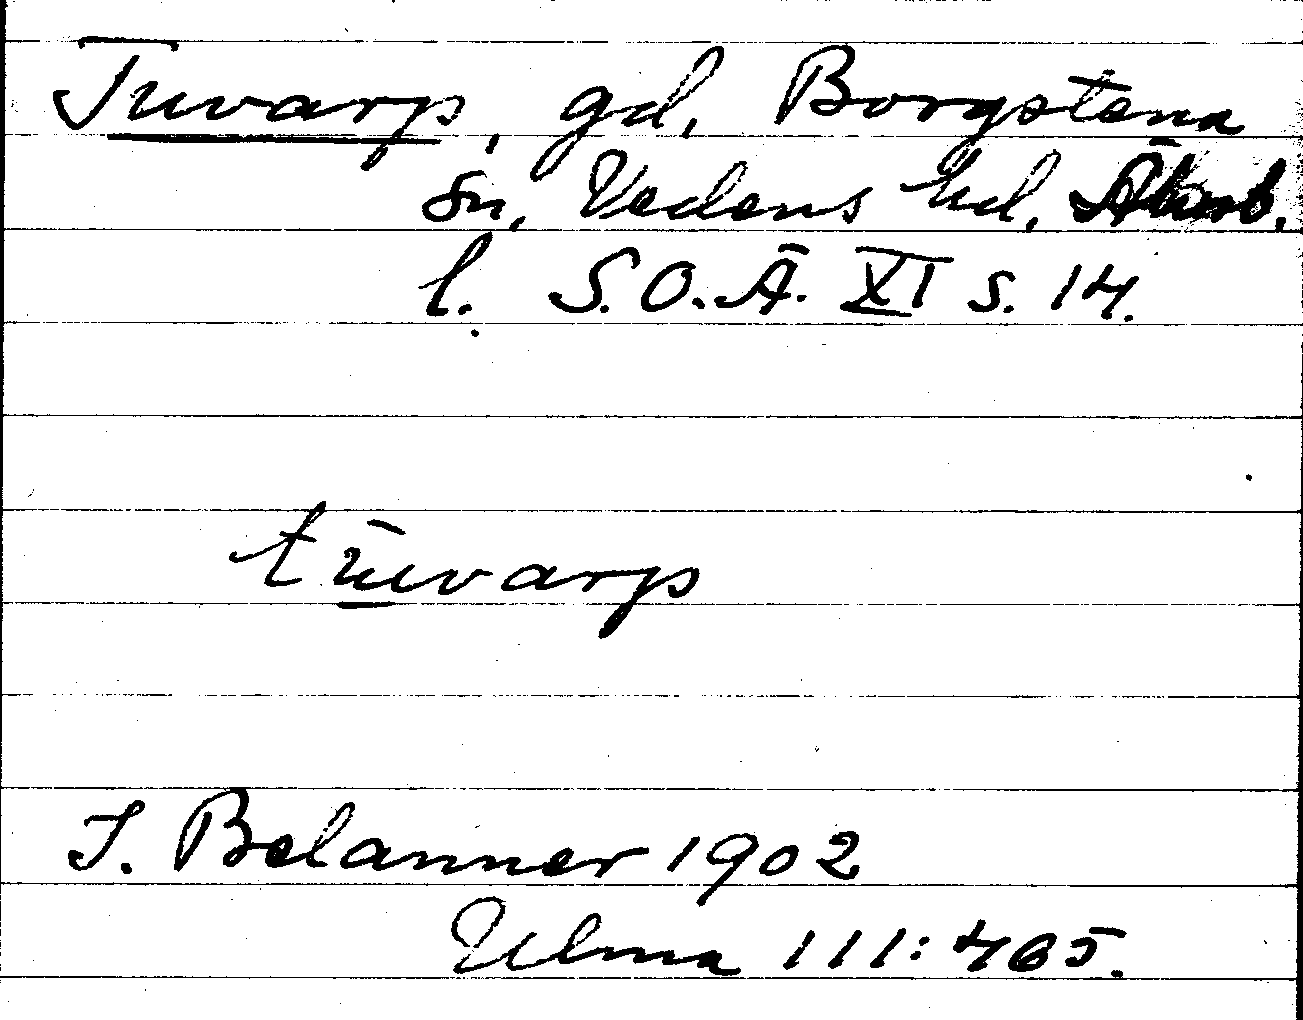 Tuvarp, gd, Borgstena
sn, Vedens hd, Älvsb.
l. S.O.Ä. XI s. 14.
tūvarp
J. Belanner 1902
Ulma 111:465.